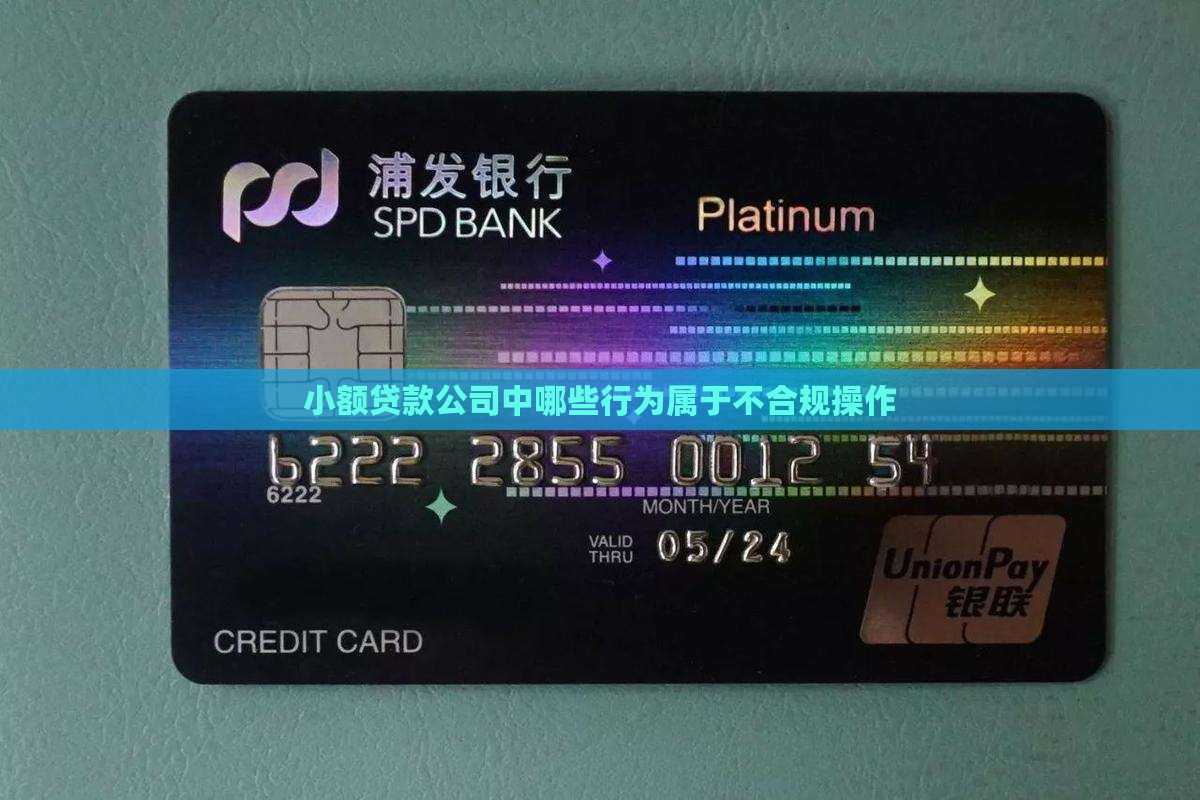 浦发银行
SPD BANK
Platinum
小额贷款公司中哪些行为属于不合规操作
6222 2855 0012 54
6222
MONTH/YEAR
VALID
THRU
05/24
UnionPay
银联
CREDIT CARD